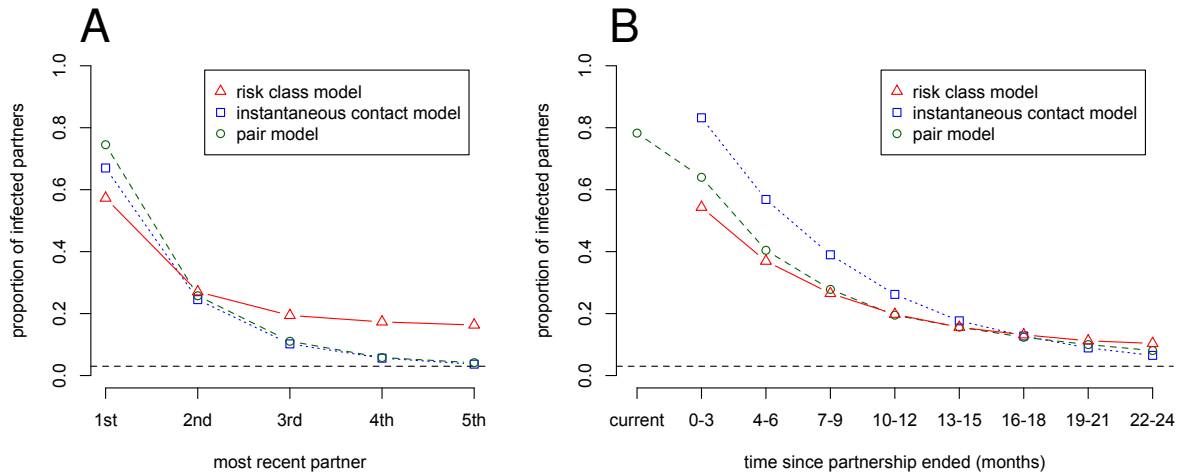 A
proportion of infected partners
1.0
0.8
0.6
0.4
0.2
0.0
risk class model
instantaneous contact model
pair model
1st 2nd 3rd 4th 5th
most recent partner
B
proportion of infected partners
1.0
0.8
0.6
0.4
0.2
0.0
risk class model
instantaneous contact model
pair model
current 0-3 4-6 7-9 10-12 13-15 16-18 19-21 22-24
time since partnership ended (months)